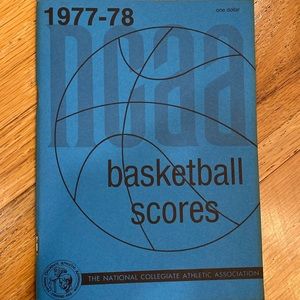 1977-78
one dollar
ncaa
basketball
scores
THE NATIONAL COLLEGIATE ATHLETIC ASSOCIATION